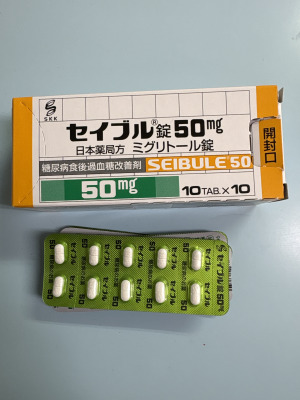 SKK
セイブル®錠50mg
日本薬局方 ミグリトール錠
糖尿病食後過血糖改善剤 SEIBULE®50
50mg
10TAB.×10
開封口
セイブル錠50mg